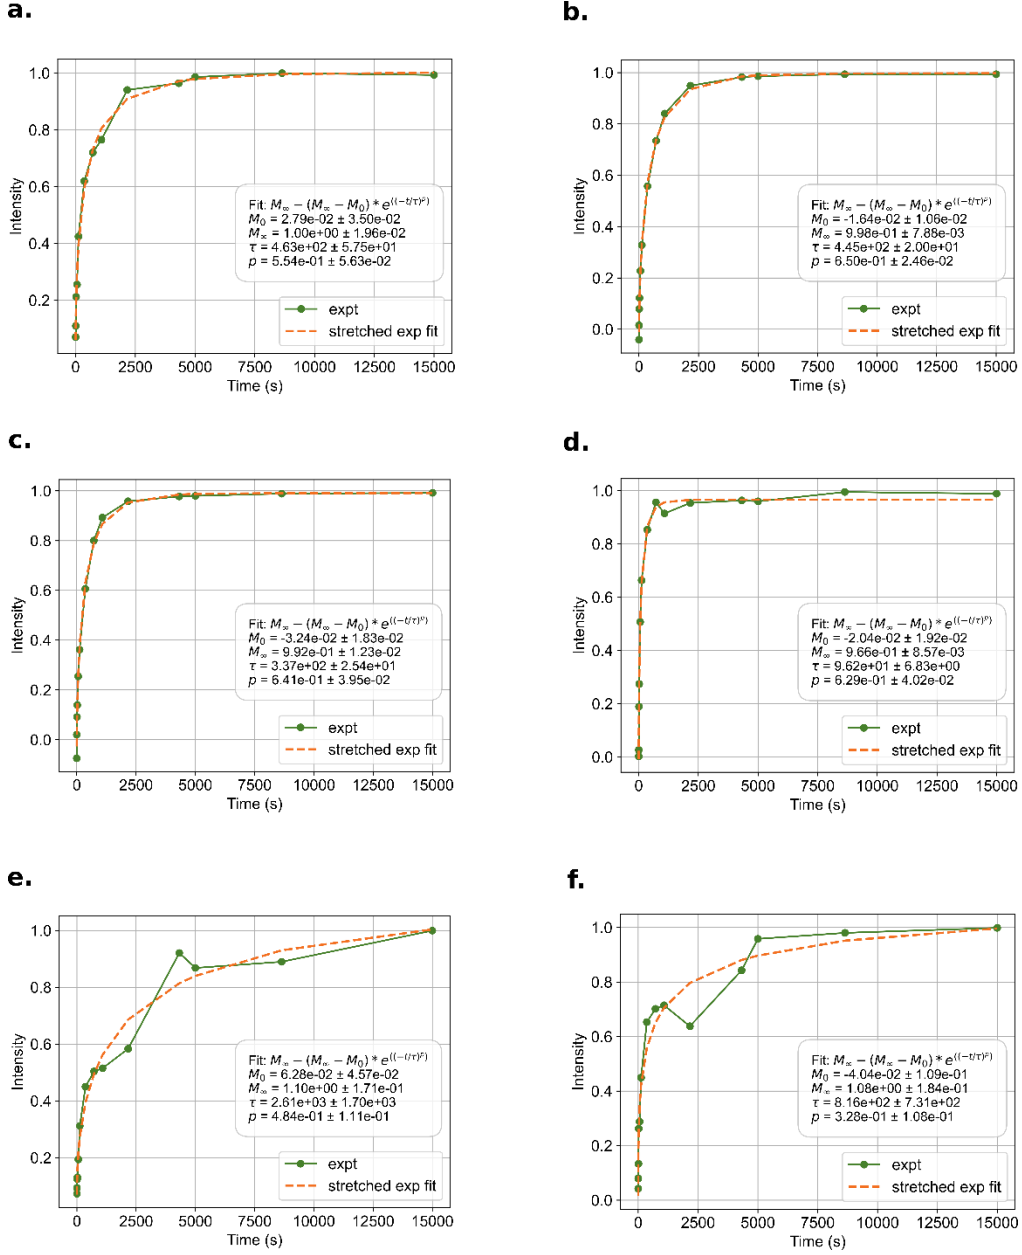 a.
1.0
0.8
0.6
0.4
0.2
Intensity
Fit: M∞ − (M∞ − M0) * e^((−t/τ)^p)
M0 = 2.79e-02 ± 3.50e-02
M∞ = 1.00e+00 ± 1.96e-02
τ = 4.63e+02 ± 5.75e+01
p = 5.54e-01 ± 5.63e-02
expt
stretched exp fit
0 2500 5000 7500 10000 12500 15000
Time (s)
b.
1.0
0.8
0.6
0.4
0.2
0.0
Intensity
Fit: M∞ − (M∞ − M0) * e^((−t/τ)^p)
M0 = -1.64e-02 ± 1.06e-02
M∞ = 9.98e-01 ± 7.88e-03
τ = 4.45e+02 ± 2.00e+01
p = 6.50e-01 ± 2.46e-02
expt
stretched exp fit
0 2500 5000 7500 10000 12500 15000
Time (s)
c.
1.0
0.8
0.6
0.4
0.2
0.0
Intensity
Fit: M∞ − (M∞ − M0) * e^((−t/τ)^p)
M0 = -3.24e-02 ± 1.83e-02
M∞ = 9.92e-01 ± 1.23e-02
τ = 3.37e+02 ± 2.54e+01
p = 6.41e-01 ± 3.95e-02
expt
stretched exp fit
0 2500 5000 7500 10000 12500 15000
Time (s)
d.
1.0
0.8
0.6
0.4
0.2
0.0
Intensity
Fit: M∞ − (M∞ − M0) * e^((−t/τ)^p)
M0 = -2.04e-02 ± 1.92e-02
M∞ = 9.66e-01 ± 8.57e-03
τ = 9.62e+01 ± 6.83e+00
p = 6.29e-01 ± 4.02e-02
expt
stretched exp fit
0 2500 5000 7500 10000 12500 15000
Time (s)
e.
1.0
0.8
0.6
0.4
0.2
Intensity
Fit: M∞ − (M∞ − M0) * e^((−t/τ)^p)
M0 = 6.28e-02 ± 4.57e-02
M∞ = 1.10e+00 ± 1.71e-01
τ = 2.61e+03 ± 1.70e+03
p = 4.84e-01 ± 1.11e-01
expt
stretched exp fit
0 2500 5000 7500 10000 12500 15000
Time (s)
f.
1.0
0.8
0.6
0.4
0.2
0.0
Intensity
Fit: M∞ − (M∞ − M0) * e^((−t/τ)^p)
M0 = -4.04e-02 ± 1.09e-01
M∞ = 1.08e+00 ± 1.84e-01
τ = 8.16e+02 ± 7.31e+02
p = 3.28e-01 ± 1.08e-01
expt
stretched exp fit
0 2500 5000 7500 10000 12500 15000
Time (s)